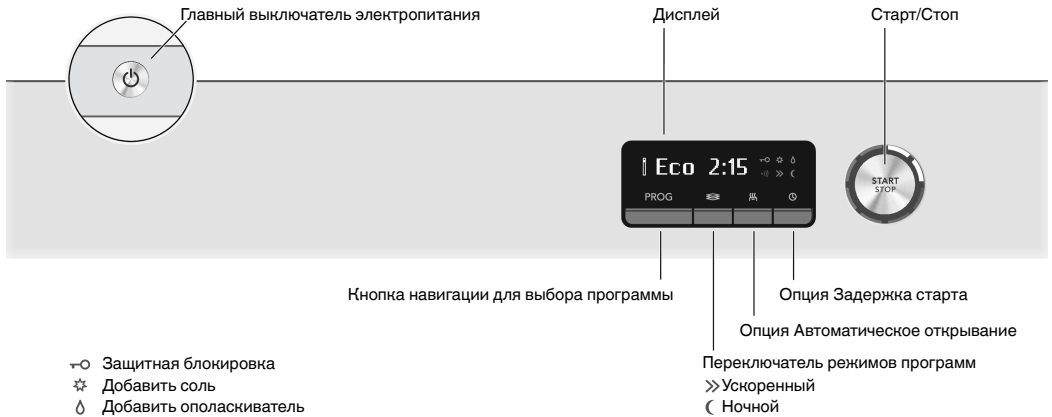 Главный выключатель электропитания
Дисплей
Старт/Стоп
Eco 2:15
PROG
START
STOP
Кнопка навигации для выбора программы
Опция Задержка старта
Опция Автоматическое открывание
Защитная блокировка
Переключатель режимов программ
Добавить соль
Ускоренный
Добавить ополаскиватель
Ночной